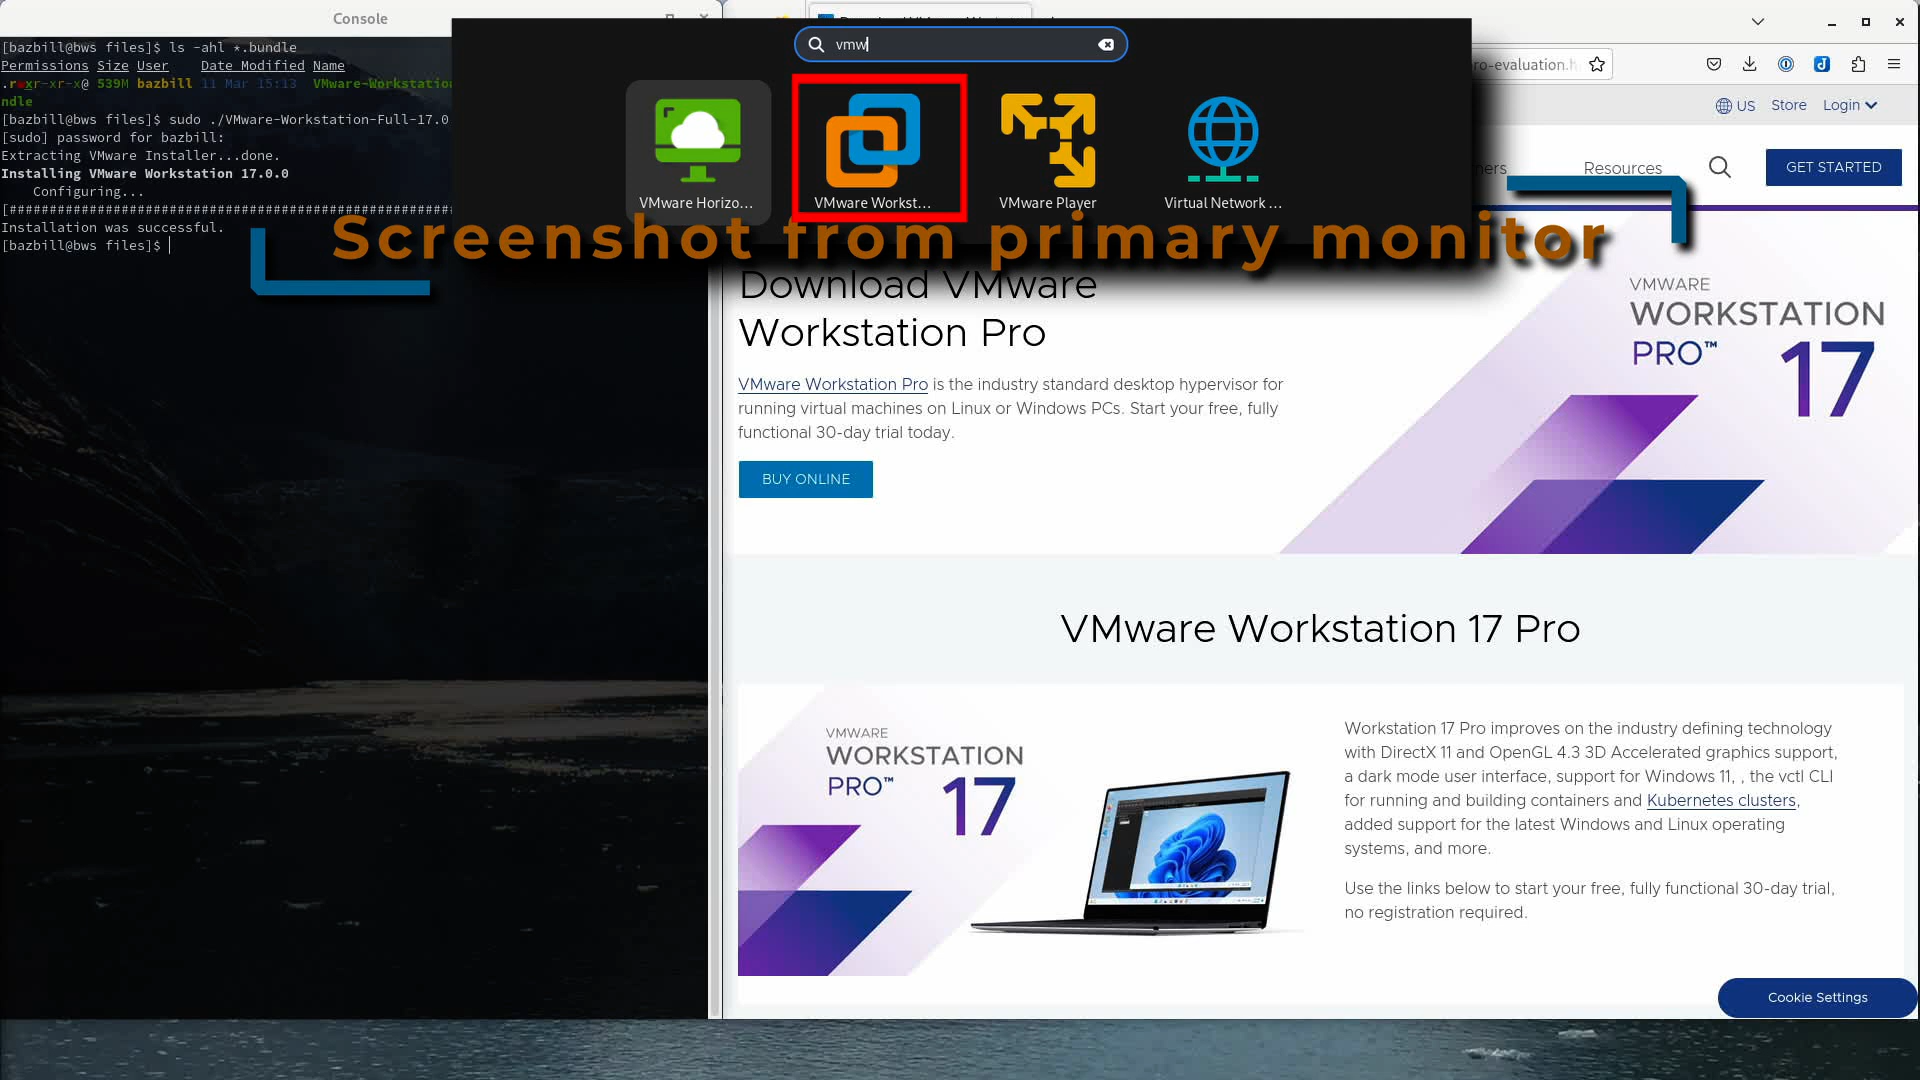 Console
[bazbill@bws files]$ ls -ahl *.bundle
Permissions Size User Date Modified Name
.rwxr-xr-x@ 539M bazbill 11 Mar 15:13 VMware-Workstation
ndle
[bazbill@bws files]$ sudo ./VMware-Workstation-Full-17.0
[sudo] password for bazbill:
Extracting VMware Installer...done.
Installing VMware Workstation 17.0.0
Configuring...
[######################################################
Installation was successful.
[bazbill@bws files]$
vmw
VMware Horizo...
VMware Workst...
VMware Player
Virtual Network ...
Screenshot from primary monitor
ro-evaluation.h
US Store Login
Resources
GET STARTED
Download VMware
Workstation Pro
VMware Workstation Pro is the industry standard desktop hypervisor for
running virtual machines on Linux or Windows PCs. Start your free, fully
functional 30-day trial today.
BUY ONLINE
VMWARE
WORKSTATION
PRO™ 17
VMware Workstation 17 Pro
VMWARE
WORKSTATION
PRO™ 17
Workstation 17 Pro improves on the industry defining technology
with DirectX 11 and OpenGL 4.3 3D Accelerated graphics support,
a dark mode user interface, support for Windows 11, , the vctl CLI
for running and building containers and Kubernetes clusters,
added support for the latest Windows and Linux operating
systems, and more.
Use the links below to start your free, fully functional 30-day trial,
no registration required.
Cookie Settings